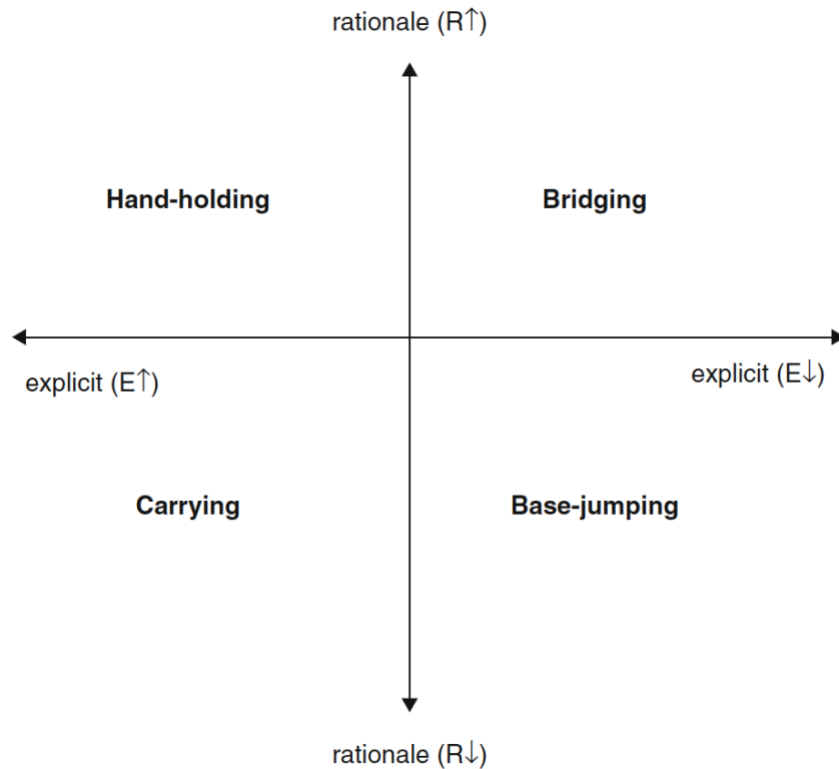 rationale (R↑)
Hand-holding
Bridging
explicit (E↑)
explicit (E↓)
Carrying
Base-jumping
rationale (R↓)